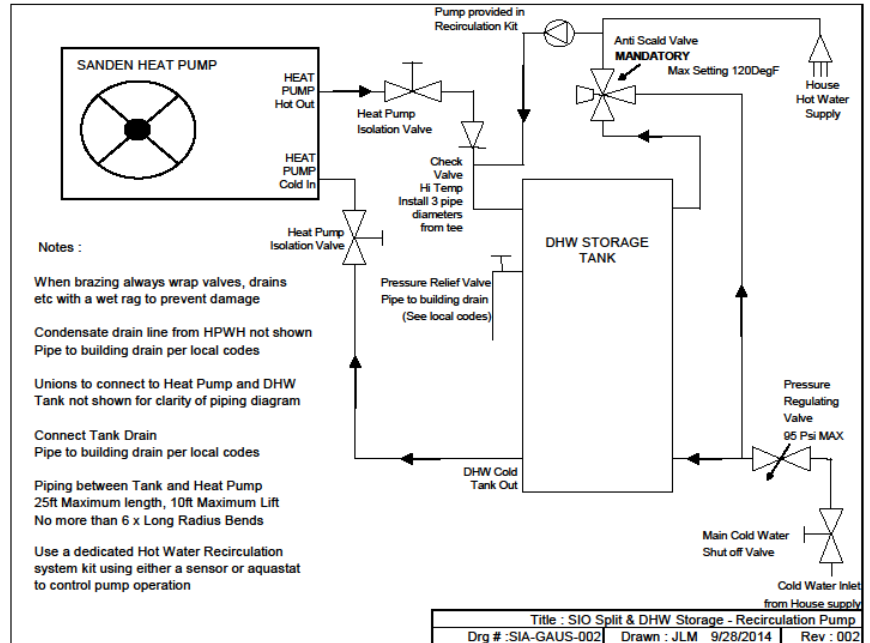 Pump provided in
Recirculation Kit
SANDEN HEAT PUMP
HEAT
PUMP
Hot Out
HEAT
PUMP
Cold In
Heat Pump
Isolation Valve
Anti Scald Valve
MANDATORY
Max Setting 120DegF
House
Hot Water
Supply
Check
Valve
Hi Temp
Install 3 pipe
diameters
from tee
Heat Pump
Isolation Valve
DHW STORAGE
TANK
Pressure Relief Valve
Pipe to building drain
(See local codes)
Notes :
When brazing always wrap valves, drains
etc with a wet rag to prevent damage
Condensate drain line from HPWH not shown
Pipe to building drain per local codes
Unions to connect to Heat Pump and DHW
Tank not shown for clarity of piping diagram
Connect Tank Drain
Pipe to building drain per local codes
Piping between Tank and Heat Pump
25ft Maximum length, 10ft Maximum Lift
No more than 6 x Long Radius Bends
Use a dedicated Hot Water Recirculation
system kit using either a sensor or aquastat
to control pump operation
DHW Cold
Tank Out
Pressure
Regulating
Valve
95 Psi MAX
Main Cold Water
Shut off Valve
Cold Water Inlet
from House supply
Title : SIO Split & DHW Storage - Recirculation Pump
Drg # :SIA-GAUS-002 Drawn : JLM 9/28/2014 Rev : 002